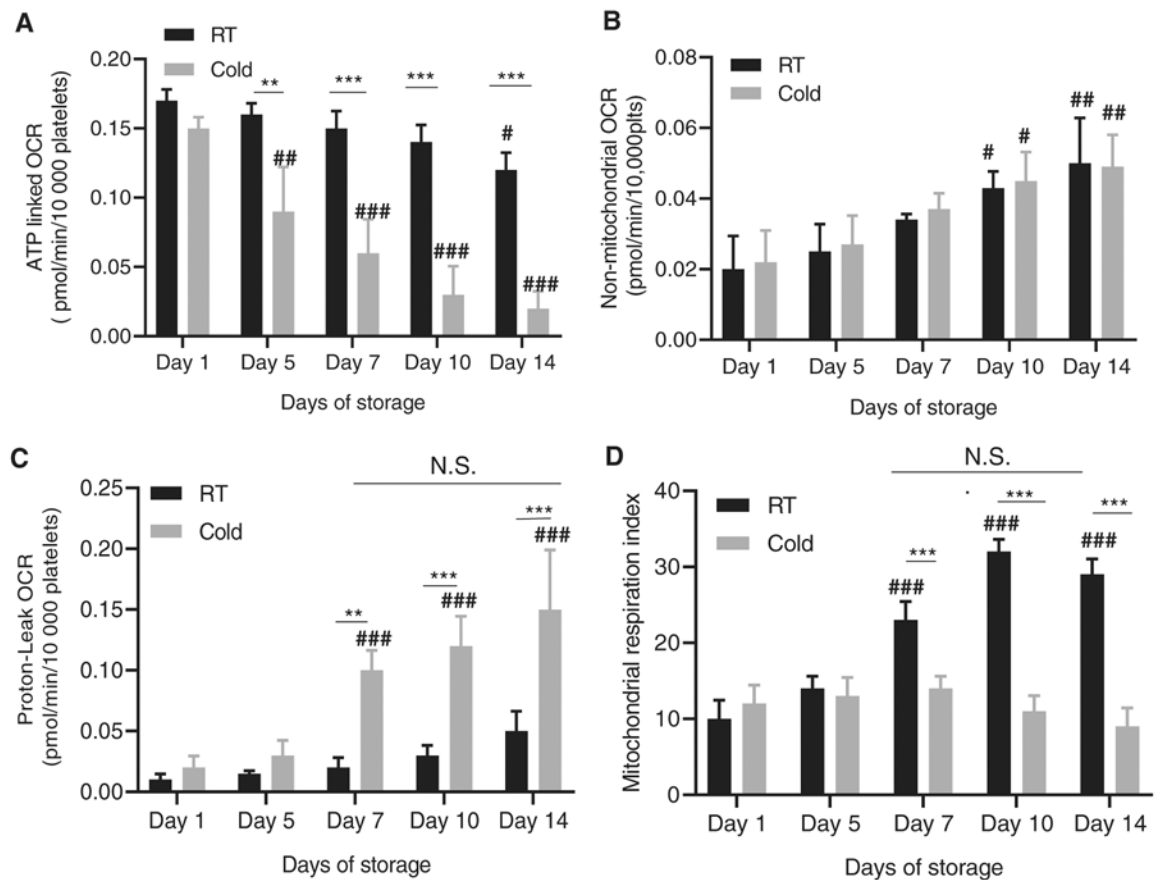 A
RT
Cold
ATP linked OCR
( pmol/min/10 000 platelets)
0.20
0.15
0.10
0.05
0.00
**
***
***
***
##
###
###
#
###
Day 1 Day 5 Day 7 Day 10 Day 14
Days of storage
B
RT
Cold
Non-mitochondrial OCR
(pmol/min/10,000plts)
0.08
0.06
0.04
0.02
0.00
# # ## ##
Day 1 Day 5 Day 7 Day 10 Day 14
Days of storage
C
N.S.
RT
Cold
Proton-Leak OCR
(pmol/min/10 000 platelets)
0.25
0.20
0.15
0.10
0.05
0.00
**
###
***
###
***
###
Day 1 Day 5 Day 7 Day 10 Day 14
Days of storage
D
N.S.
RT
Cold
Mitochondrial respiration index
40
30
20
10
0
###
***
###
***
###
***
Day 1 Day 5 Day 7 Day 10 Day 14
Days of storage